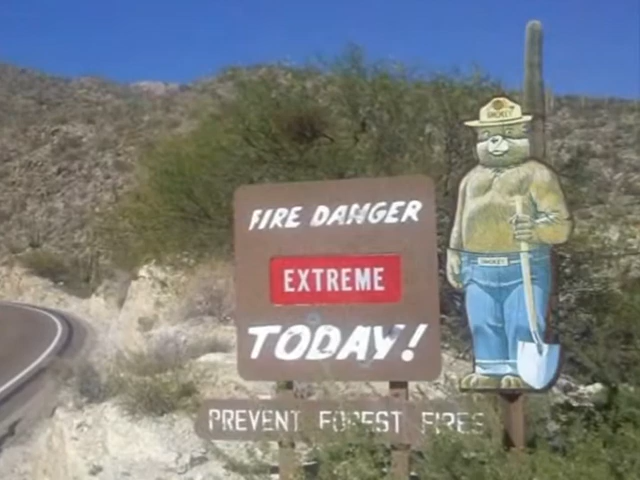 SMOKEY
FIRE DANGER
EXTREME
TODAY!
SMOKEY
PREVENT FOREST FIRES